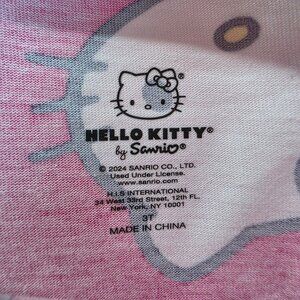 HELLO KITTY®
by Sanrio®
© 2024 SANRIO CO., LTD.
Used Under License.
www.sanrio.com
H.I.S INTERNATIONAL
34 West 33rd Street, 12th FL.
New York, NY 10001
3T
MADE IN CHINA